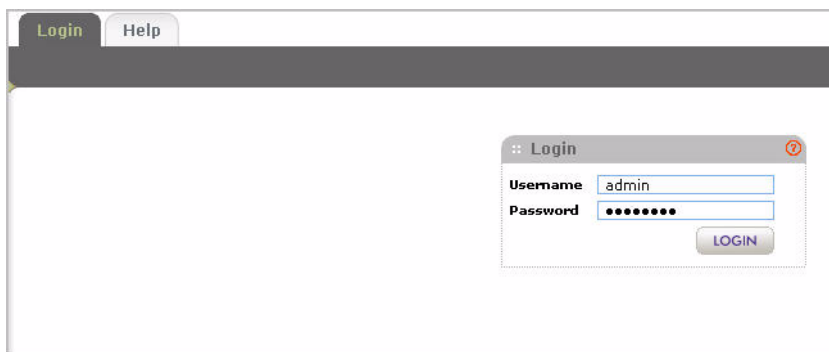 Login Help
:: Login ?
Username admin
Password ••••••••
LOGIN